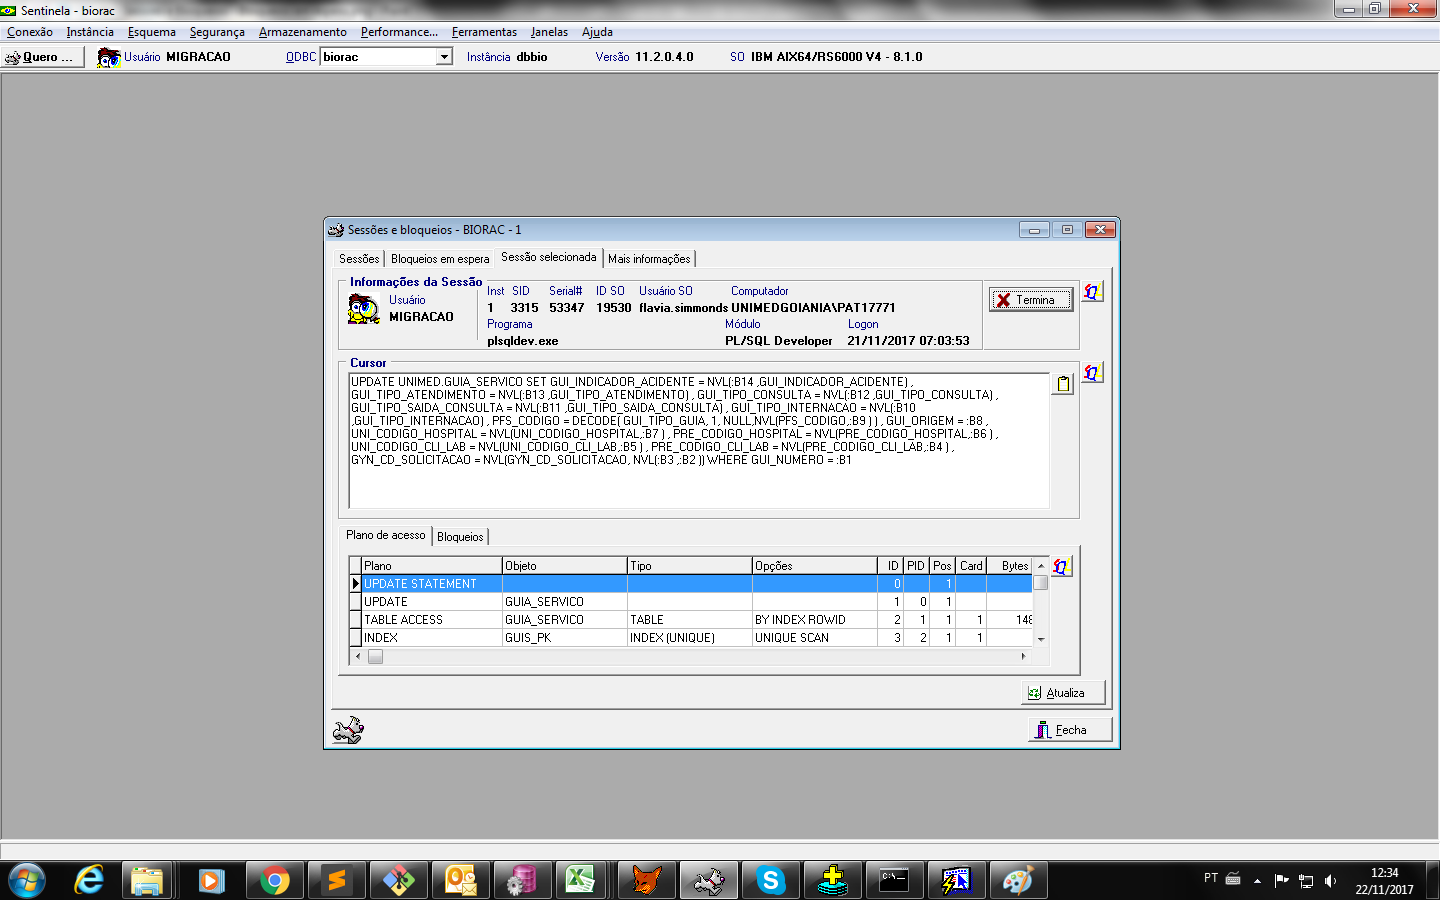 Sentinela - biorac
Conexão Instância Esquema Segurança Armazenamento Performance... Ferramentas Janelas Ajuda
Quero ... Usuário MIGRACAO ODBC biorac Instância dbbio Versão 11.2.0.4.0 SO IBM AIX64/RS6000 V4 - 8.1.0
Sessões e bloqueios - BIORAC - 1
Sessões Bloqueios em espera Sessão selecionada Mais informações
Informações da Sessão
Usuário
MIGRACAO
Inst SID Serial# ID SO Usuário SO Computador
1 3315 53347 19530 flavia.simmonds UNIMEDGOIANIA\PAT17771
Programa Módulo Logon
plsqldev.exe PL/SQL Developer 21/11/2017 07:03:53
Termina
Cursor
UPDATE UNIMED.GUIA_SERVICO SET GUI_INDICADOR_ACIDENTE = NVL(:B14 ,GUI_INDICADOR_ACIDENTE) ,
GUI_TIPO_ATENDIMENTO = NVL(:B13 ,GUI_TIPO_ATENDIMENTO) , GUI_TIPO_CONSULTA = NVL(:B12 ,GUI_TIPO_CONSULTA) ,
GUI_TIPO_SAIDA_CONSULTA = NVL(:B11 ,GUI_TIPO_SAIDA_CONSULTA) , GUI_TIPO_INTERNACAO = NVL(:B10
,GUI_TIPO_INTERNACAO) , PFS_CODIGO = DECODE( GUI_TIPO_GUIA, 1, NULL,NVL(PFS_CODIGO,:B9 ) ) , GUI_ORIGEM = :B8 ,
UNI_CODIGO_HOSPITAL = NVL(UNI_CODIGO_HOSPITAL,:B7 ) , PRE_CODIGO_HOSPITAL = NVL(PRE_CODIGO_HOSPITAL,:B6 ) ,
UNI_CODIGO_CLI_LAB = NVL(UNI_CODIGO_CLI_LAB,:B5 ) , PRE_CODIGO_CLI_LAB = NVL(PRE_CODIGO_CLI_LAB,:B4 ) ,
GYN_CD_SOLICITACAO = NVL(GYN_CD_SOLICITACAO, NVL(:B3 ,:B2 )) WHERE GUI_NUMERO = :B1
Plano de acesso Bloqueios
Plano Objeto Tipo Opções ID PID Pos Card Bytes
UPDATE STATEMENT 0 1
UPDATE GUIA_SERVICO 1 0 1
TABLE ACCESS GUIA_SERVICO TABLE BY INDEX ROWID 2 1 1 1 148
INDEX GUIS_PK INDEX (UNIQUE) UNIQUE SCAN 3 2 1 1
Atualiza
Fecha
PT 12:34
22/11/2017